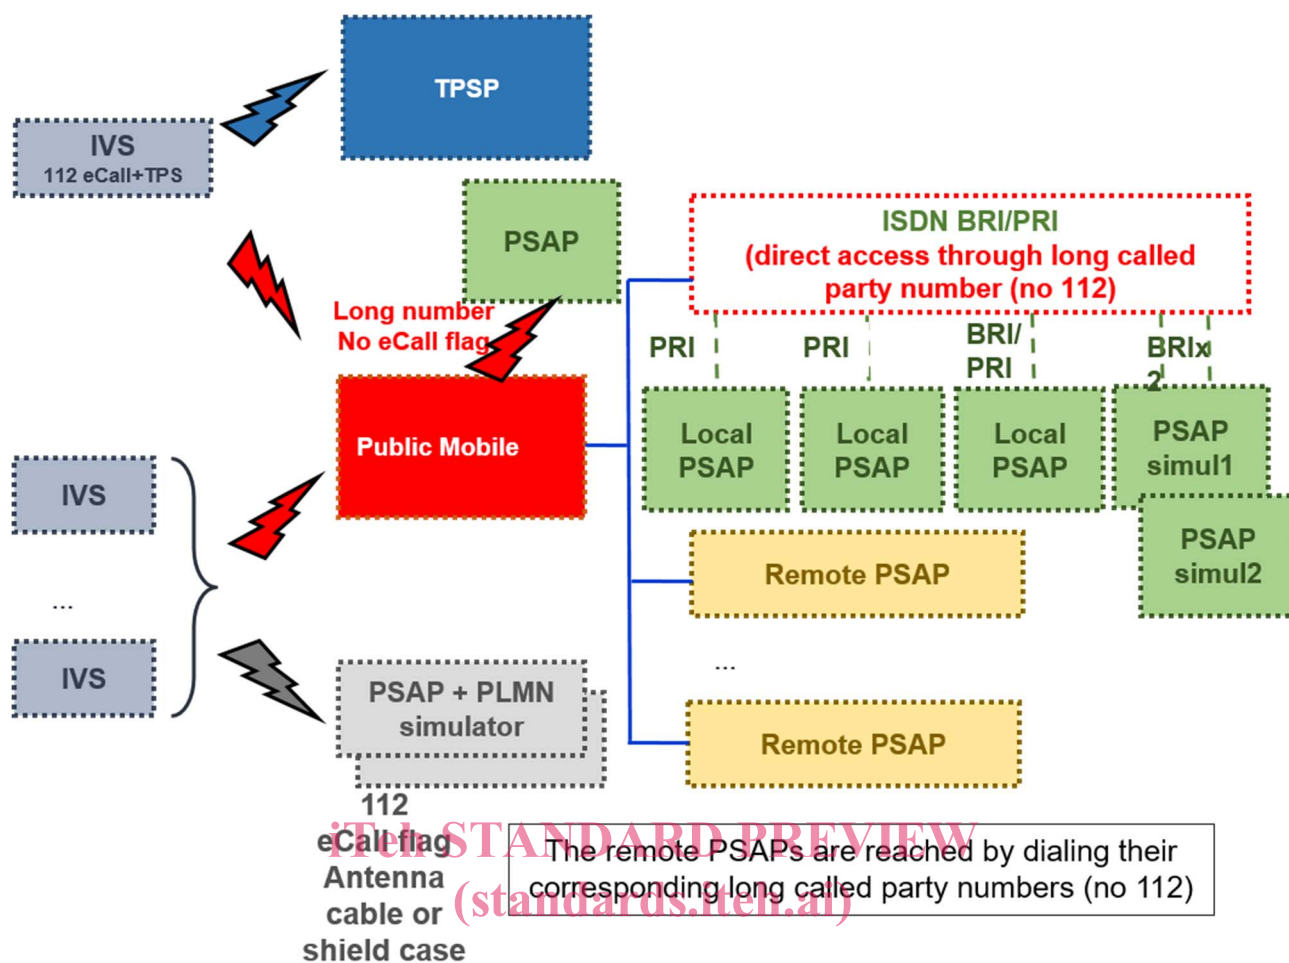 TPSP
IVS
112 eCall+TPS
PSAP
ISDN BRI/PRI
(direct access through long called
party number (no 112)
Long number
No eCall flag
PRI
PRI
BRI/
PRI
BRIx
2
Public Mobile
Local
PSAP
Local
PSAP
Local
PSAP
PSAP
simul1
PSAP
simul2
IVS
...
IVS
Remote PSAP
...
Remote PSAP
PSAP + PLMN
simulator
112
eCall flag
Antenna
cable or
shield case
iTeh STANDARD PREVIEW
(standards.iteh.ai)
The remote PSAPs are reached by dialing their
corresponding long called party numbers (no 112)